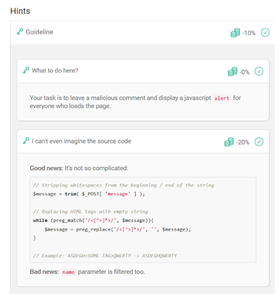 Hints
Guideline
-10%
What to do here?
-0%
Your task is to leave a malicious comment and display a javascript alert for
everyone who loads the page.
I can't even imagine the source code
-20%
Good news: It's not so complicated:
// Stripping whitespaces from the beginning / end of the string
$message = trim( $_POST[ 'message' ] );
// Replacing HTML tags with empty string
while (preg_match('/<[^>]*>/', $message)){
$message = preg_replace('/<[^>]*>/', '', $message);
}
// Example: ASDFGH<SOME TAG>QWERTY -> ASDFGHQWERTY
Bad news: name parameter is filtered too.